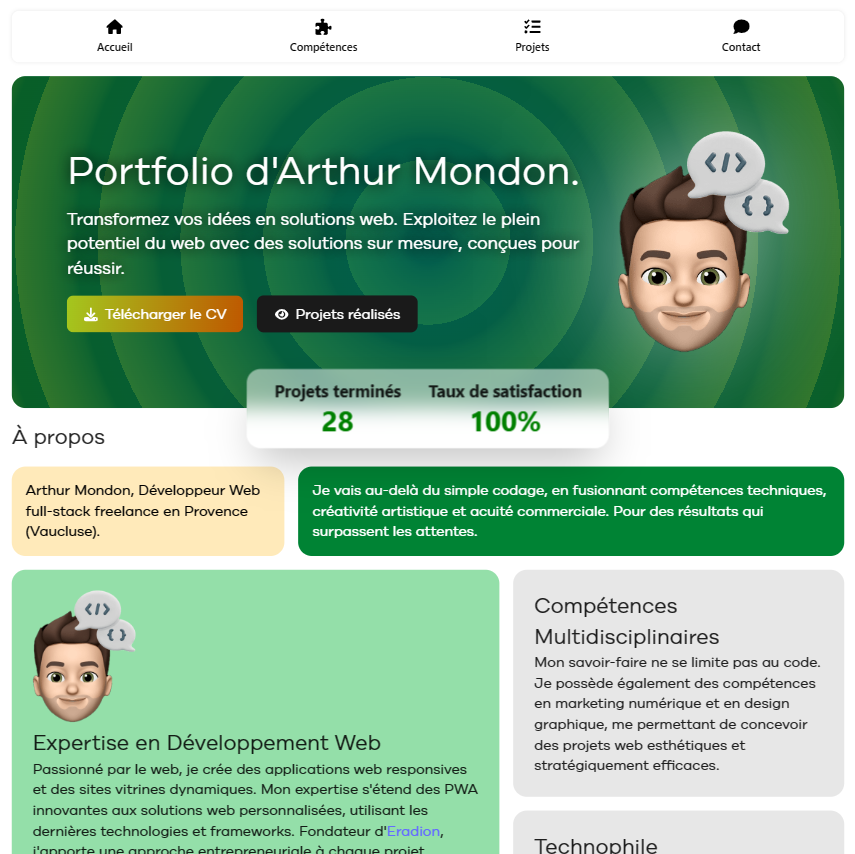 Accueil
Compétences
Projets
Contact
Portfolio d'Arthur Mondon.
Transformez vos idées en solutions web. Exploitez le plein
potentiel du web avec des solutions sur mesure, conçues pour
réussir.
Télécharger le CV
Projets réalisés
</>
{ }
Projets terminés
28
Taux de satisfaction
100%
À propos
Arthur Mondon, Développeur Web
full-stack freelance en Provence
(Vaucluse).
Je vais au-delà du simple codage, en fusionnant compétences techniques,
créativité artistique et acuité commerciale. Pour des résultats qui
surpassent les attentes.
</>
{ }
Expertise en Développement Web
Passionné par le web, je crée des applications web responsives
et des sites vitrines dynamiques. Mon expertise s'étend des PWA
innovantes aux solutions web personnalisées, utilisant les
dernières technologies et frameworks. Fondateur d'Eradion,
j'apporte une approche entrepreneuriale à chaque projet
Compétences
Multidisciplinaires
Mon savoir-faire ne se limite pas au code.
Je possède également des compétences
en marketing numérique et en design
graphique, me permettant de concevoir
des projets web esthétiques et
stratégiquement efficaces.
Technophile